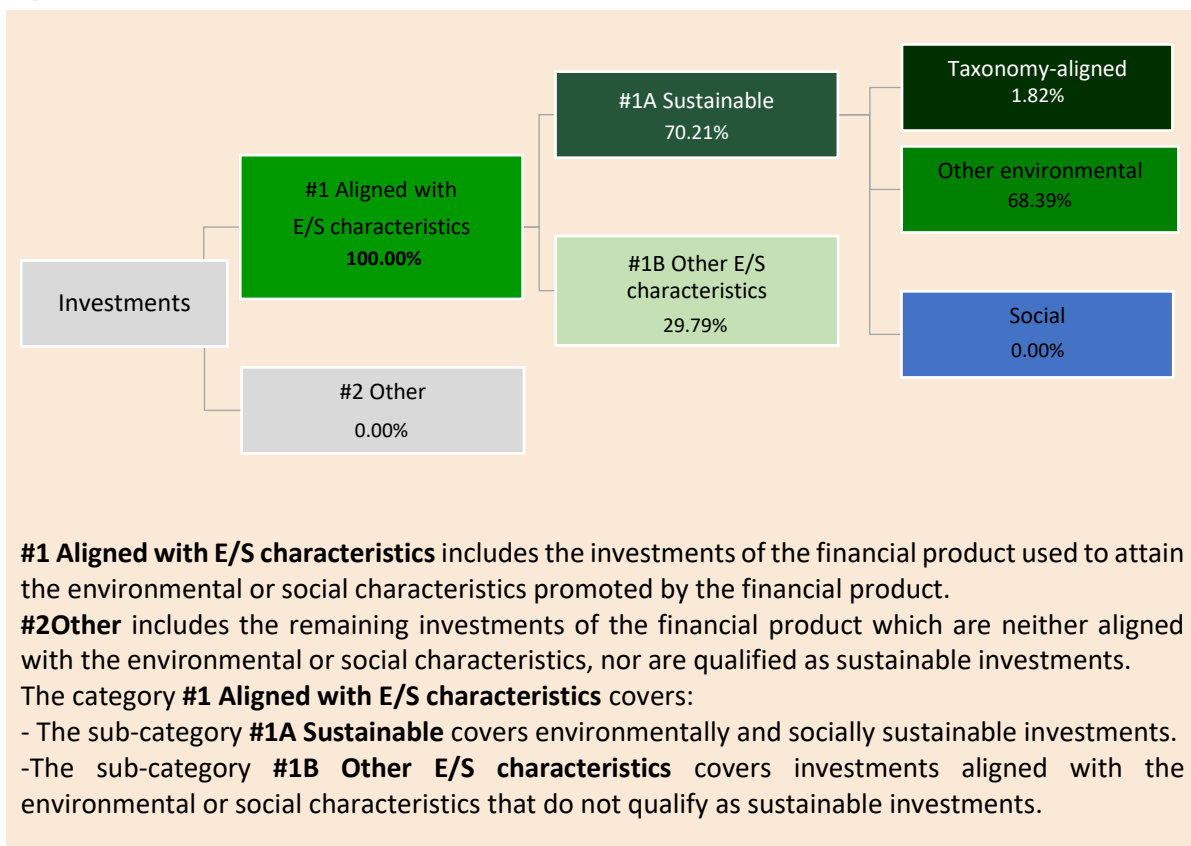 Investments
#1 Aligned with
E/S characteristics
100.00%
#2 Other
0.00%
#1A Sustainable
70.21%
#1B Other E/S
characteristics
29.79%
Taxonomy-aligned
1.82%
Other environmental
68.39%
Social
0.00%
#1 Aligned with E/S characteristics includes the investments of the financial product used to attain
the environmental or social characteristics promoted by the financial product.
#2Other includes the remaining investments of the financial product which are neither aligned
with the environmental or social characteristics, nor are qualified as sustainable investments.
The category #1 Aligned with E/S characteristics covers:
- The sub-category #1A Sustainable covers environmentally and socially sustainable investments.
-The sub-category #1B Other E/S characteristics covers investments aligned with the
environmental or social characteristics that do not qualify as sustainable investments.